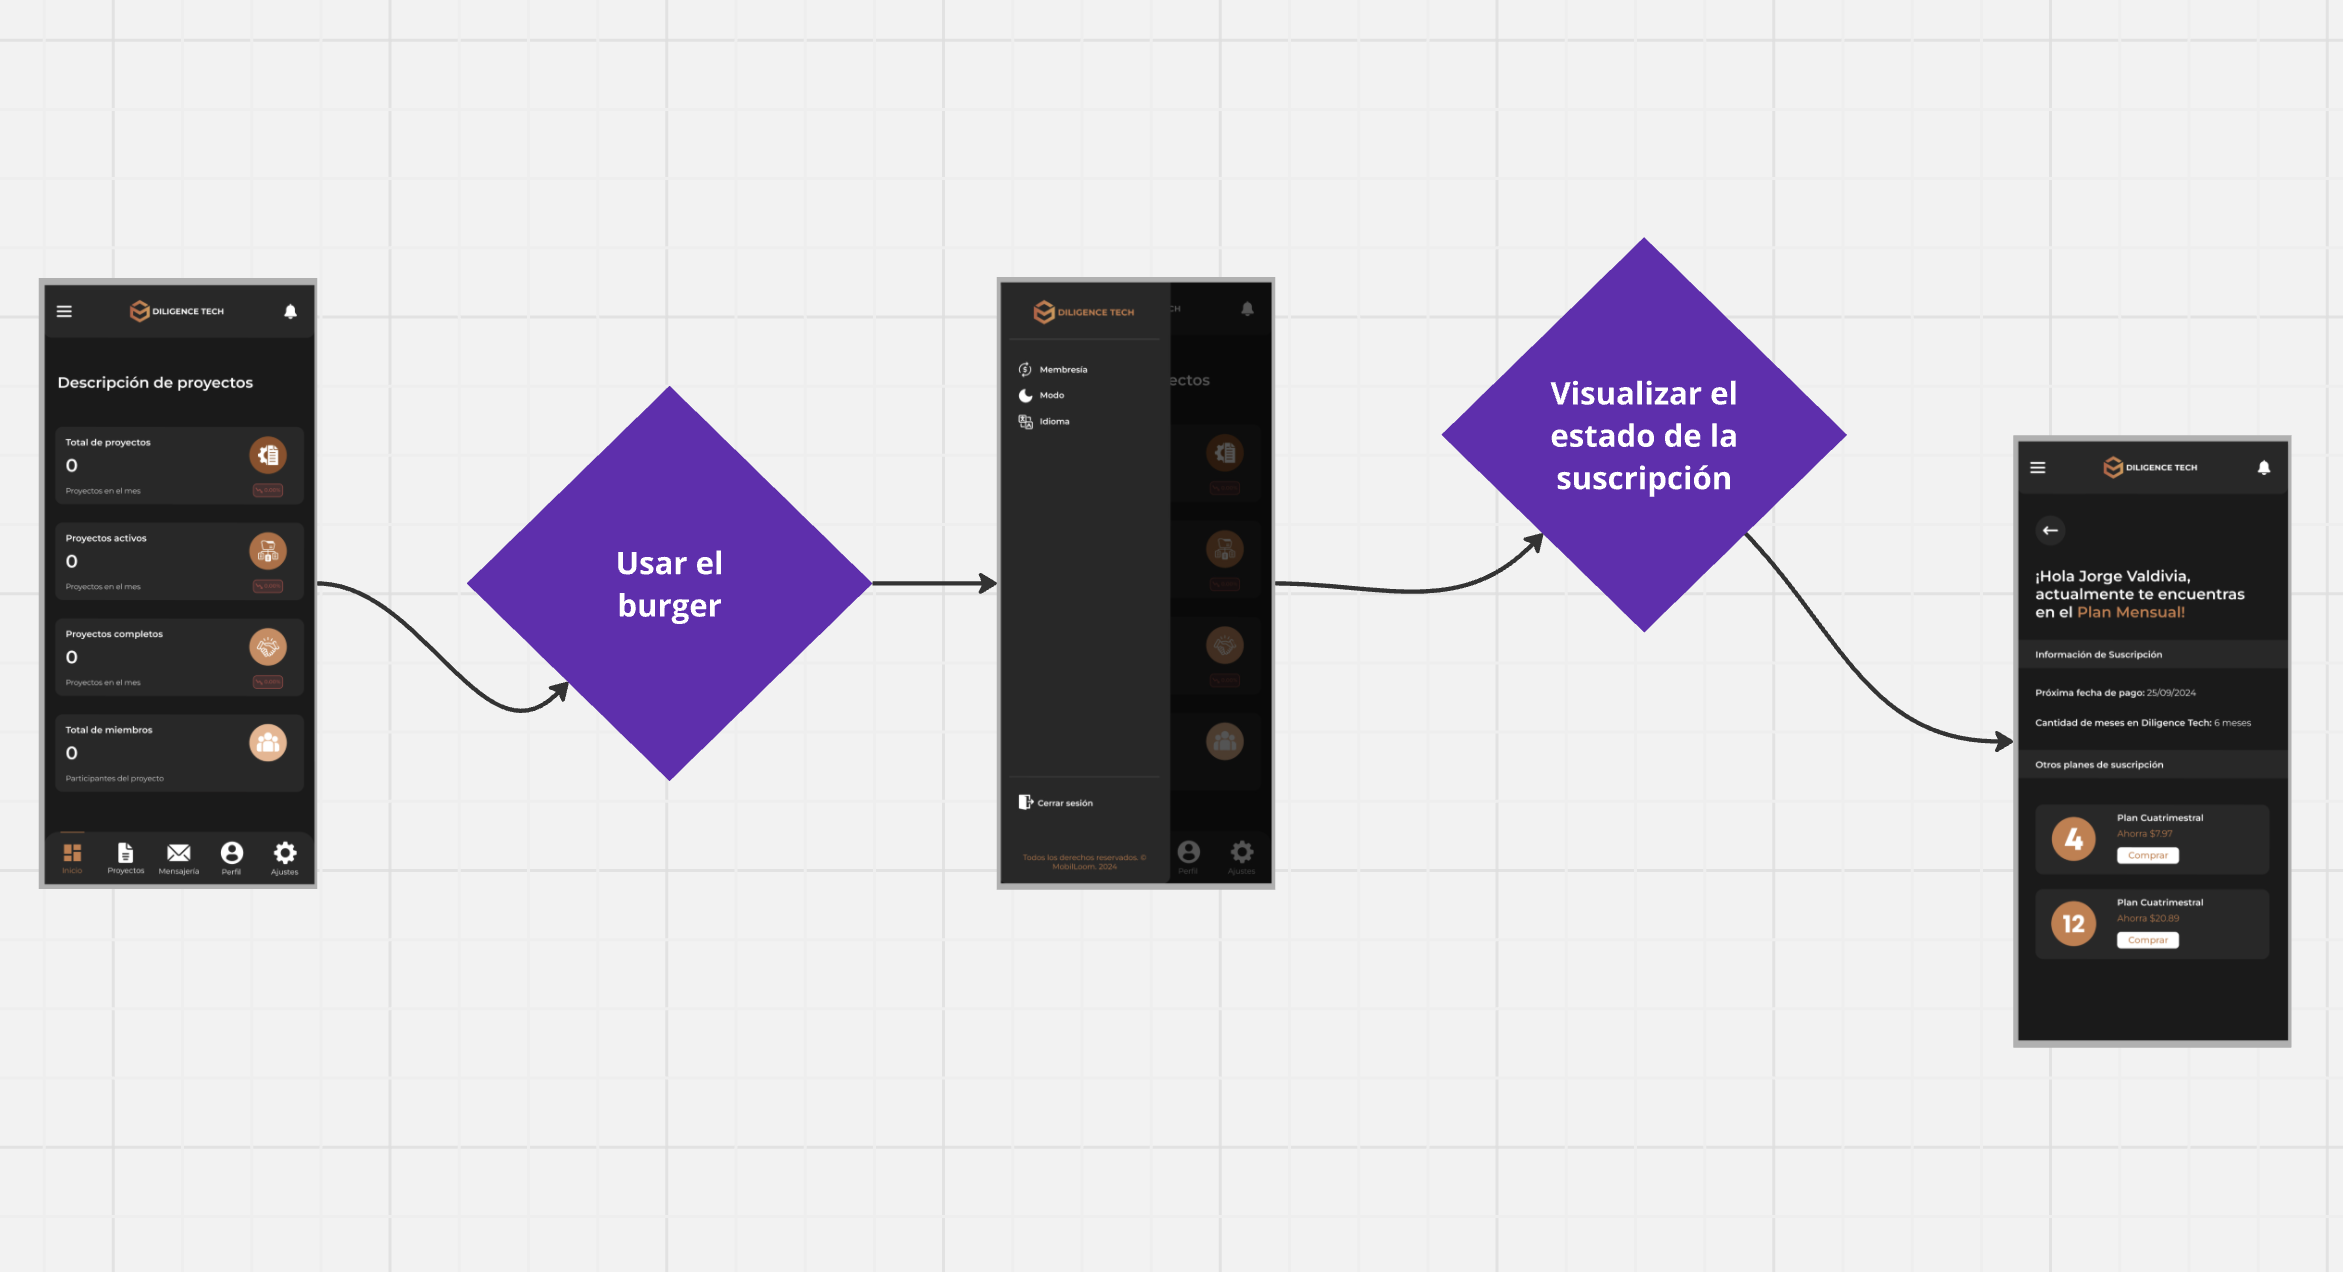 DILIGENCE TECH
Descripción de proyectos
Total de proyectos
0
Proyectos en el mes
Proyectos activos
0
Proyectos en el mes
Proyectos completos
0
Proyectos en el mes
Total de miembros
0
Participantes del proyecto
Inicio
Proyectos
Mensajería
Perfil
Ajustes
Usar el
burger
DILIGENCE TECH
CH
Membresía
ectos
Modo
Idioma
Cerrar sesión
Todos los derechos reservados. ©
MobilLoom. 2024
Perfil
Ajustes
Visualizar el
estado de la
suscripción
DILIGENCE TECH
¡Hola Jorge Valdivia,
actualmente te encuentras
en el Plan Mensual!
Información de Suscripción
Próxima fecha de pago: 25/09/2024
Cantidad de meses en Diligence Tech: 6 meses
Otros planes de suscripción
4
Plan Cuatrimestral
Ahorra $7.97
Comprar
12
Plan Cuatrimestral
Ahorra $20.89
Comprar